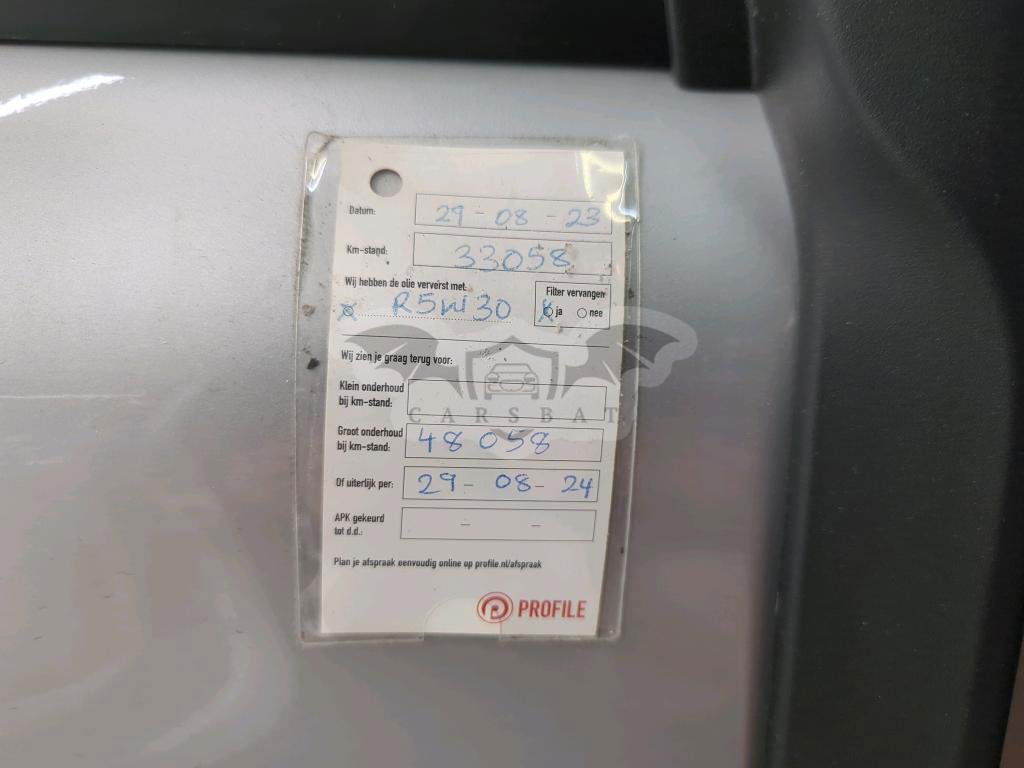 Datum: 29 - 08 - 23
Km-stand: 33058
Wij hebben de olie ververst met:
R5W30
Filter vervangen
ja nee
Wij zien je graag terug voor:
Klein onderhoud
bij km-stand:
CARSBAT
Groot onderhoud
bij km-stand: 48058
Of uiterlijk per: 29 - 08 - 24
APK gekeurd
tot d.d.: - -
Plan je afspraak eenvoudig online op profile.nl/afspraak
PROFILE